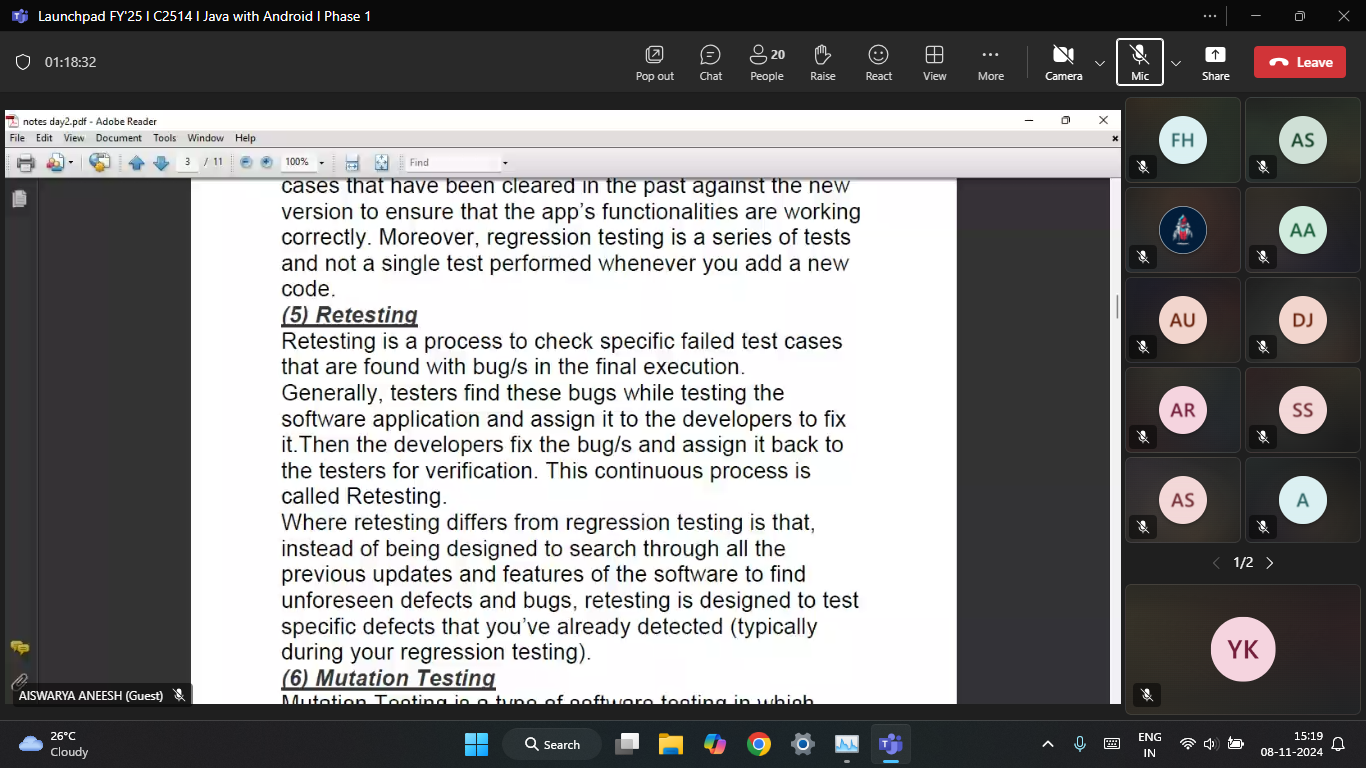 Launchpad FY'25 I C2514 I Java with Android I Phase 1
01:18:32
Pop out
Chat
20
People
Raise
React
View
More
Camera
Mic
Share
Leave
notes day2.pdf - Adobe Reader
File Edit View Document Tools Window Help
3 / 11 100% Find
cases that have been cleared in the past against the new
version to ensure that the app's functionalities are working
correctly. Moreover, regression testing is a series of tests
and not a single test performed whenever you add a new
code.
(5) Retesting
Retesting is a process to check specific failed test cases
that are found with bug/s in the final execution.
Generally, testers find these bugs while testing the
software application and assign it to the developers to fix
it.Then the developers fix the bug/s and assign it back to
the testers for verification. This continuous process is
called Retesting.
Where retesting differs from regression testing is that,
instead of being designed to search through all the
previous updates and features of the software to find
unforeseen defects and bugs, retesting is designed to test
specific defects that you've already detected (typically
during your regression testing).
(6) Mutation Testing
Mutation Testing is a type of software testing in which
AISWARYA ANEESH (Guest)
FH
AS
AA
AU
DJ
AR
SS
AS
A
1/2
YK
26°C
Cloudy
Search
ENG
IN
15:19
08-11-2024